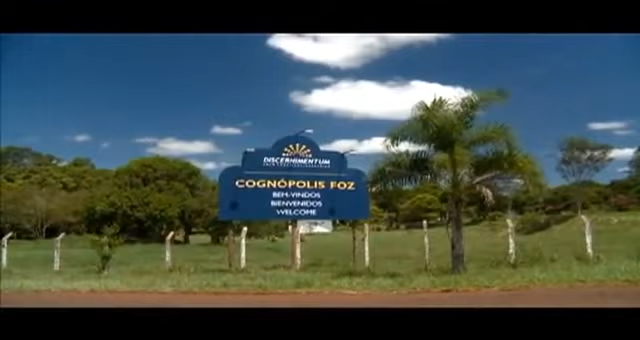 DISCERNIMENTUM
COGNÓPOLIS FOZ
BEM-VINDOS
BIENVENIDOS
WELCOME